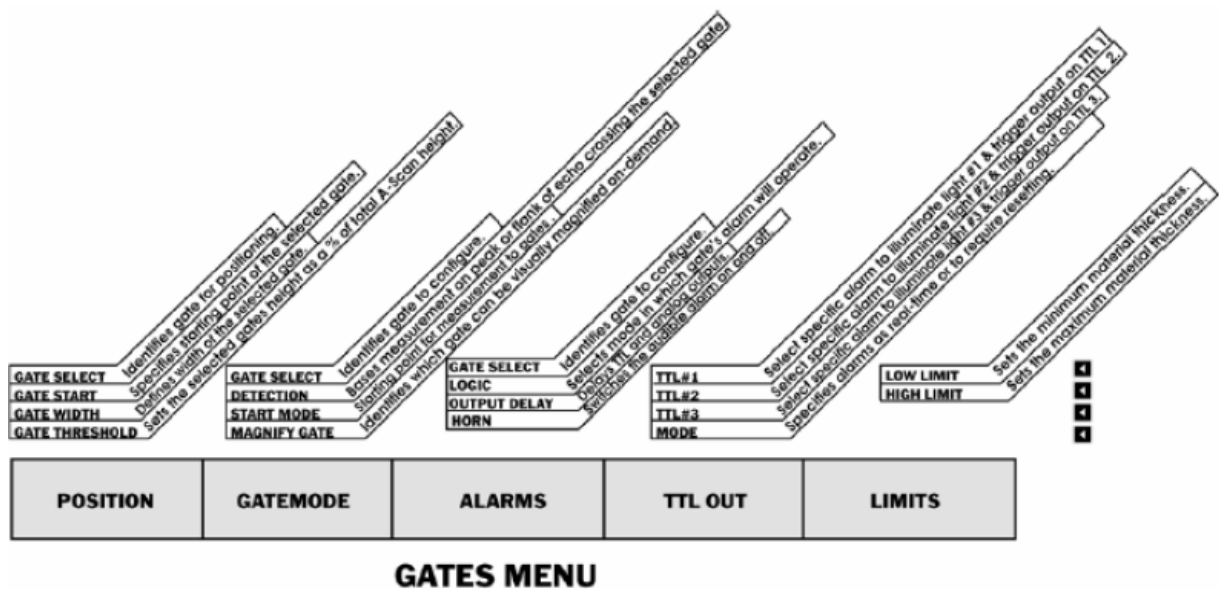 GATE SELECT Identifies gate for positioning.
GATE START Specifies starting point of the selected gate.
GATE WIDTH Defines width of the selected gate.
GATE THRESHOLD Sets the selected gates height as a % of total A-Scan height.
GATE SELECT Identifies gate to configure.
DETECTION Bases measurement on peak or flank of echo crossing the selected gate
START MODE Starting point for measurement to gates.
MAGNIFY GATE Identifies which gate can be visually magnified on-demand
GATE SELECT Identifies gate to configure.
LOGIC Selects mode in which gate's alarm will operate.
OUTPUT DELAY Delays TTL and analog outputs.
HORN Switches the audible alarm on and off.
TTL#1 Select specific alarm to illuminate light #1 & trigger output on TTL 1.
TTL#2 Select specific alarm to illuminate light #2 & trigger output on TTL 2.
TTL#3 Select specific alarm to illuminate light #3 & trigger output on TTL 3.
MODE Specifies alarms as real-time or to require resetting.
LOW LIMIT Sets the minimum material thickness.
HIGH LIMIT Sets the maximum material thickness.
POSITION GATEMODE ALARMS TTL OUT LIMITS
GATES MENU